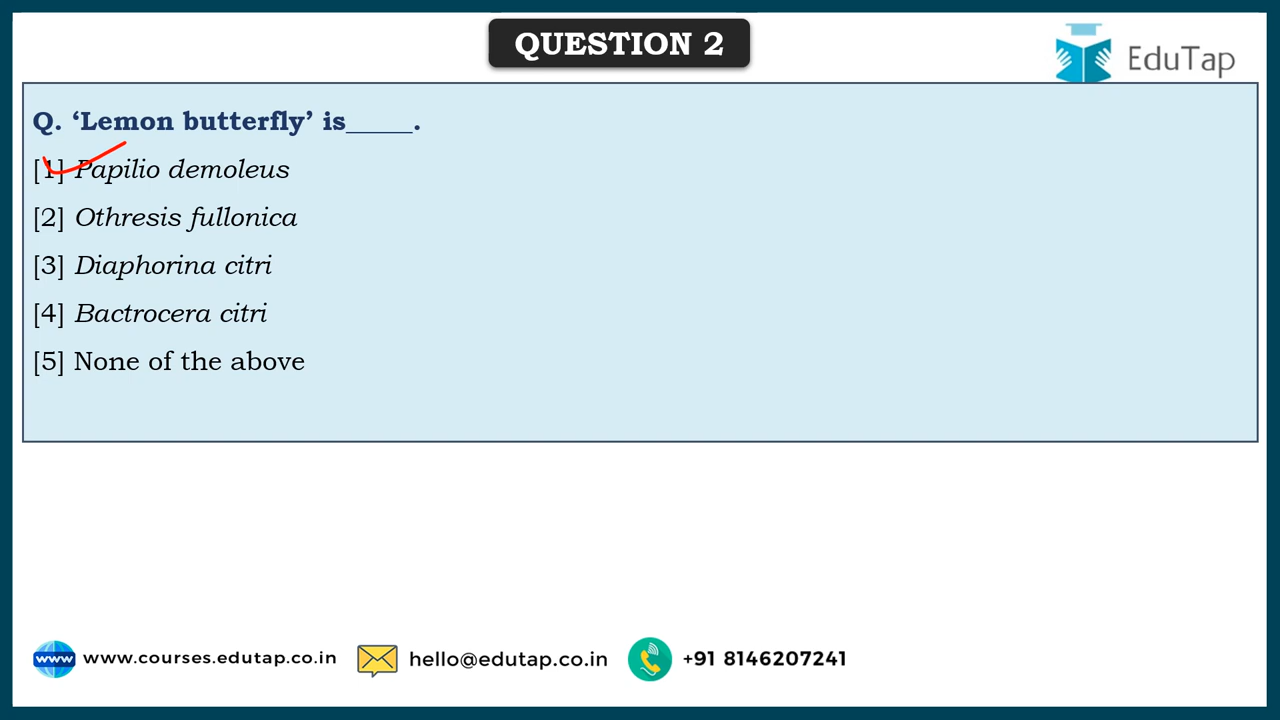 QUESTION 2
EduTap
Q. ‘Lemon butterfly’ is_____.
[1] Papilio demoleus
[2] Othresis fullonica
[3] Diaphorina citri
[4] Bactrocera citri
[5] None of the above
www www.courses.edutap.co.in hello@edutap.co.in +91 8146207241